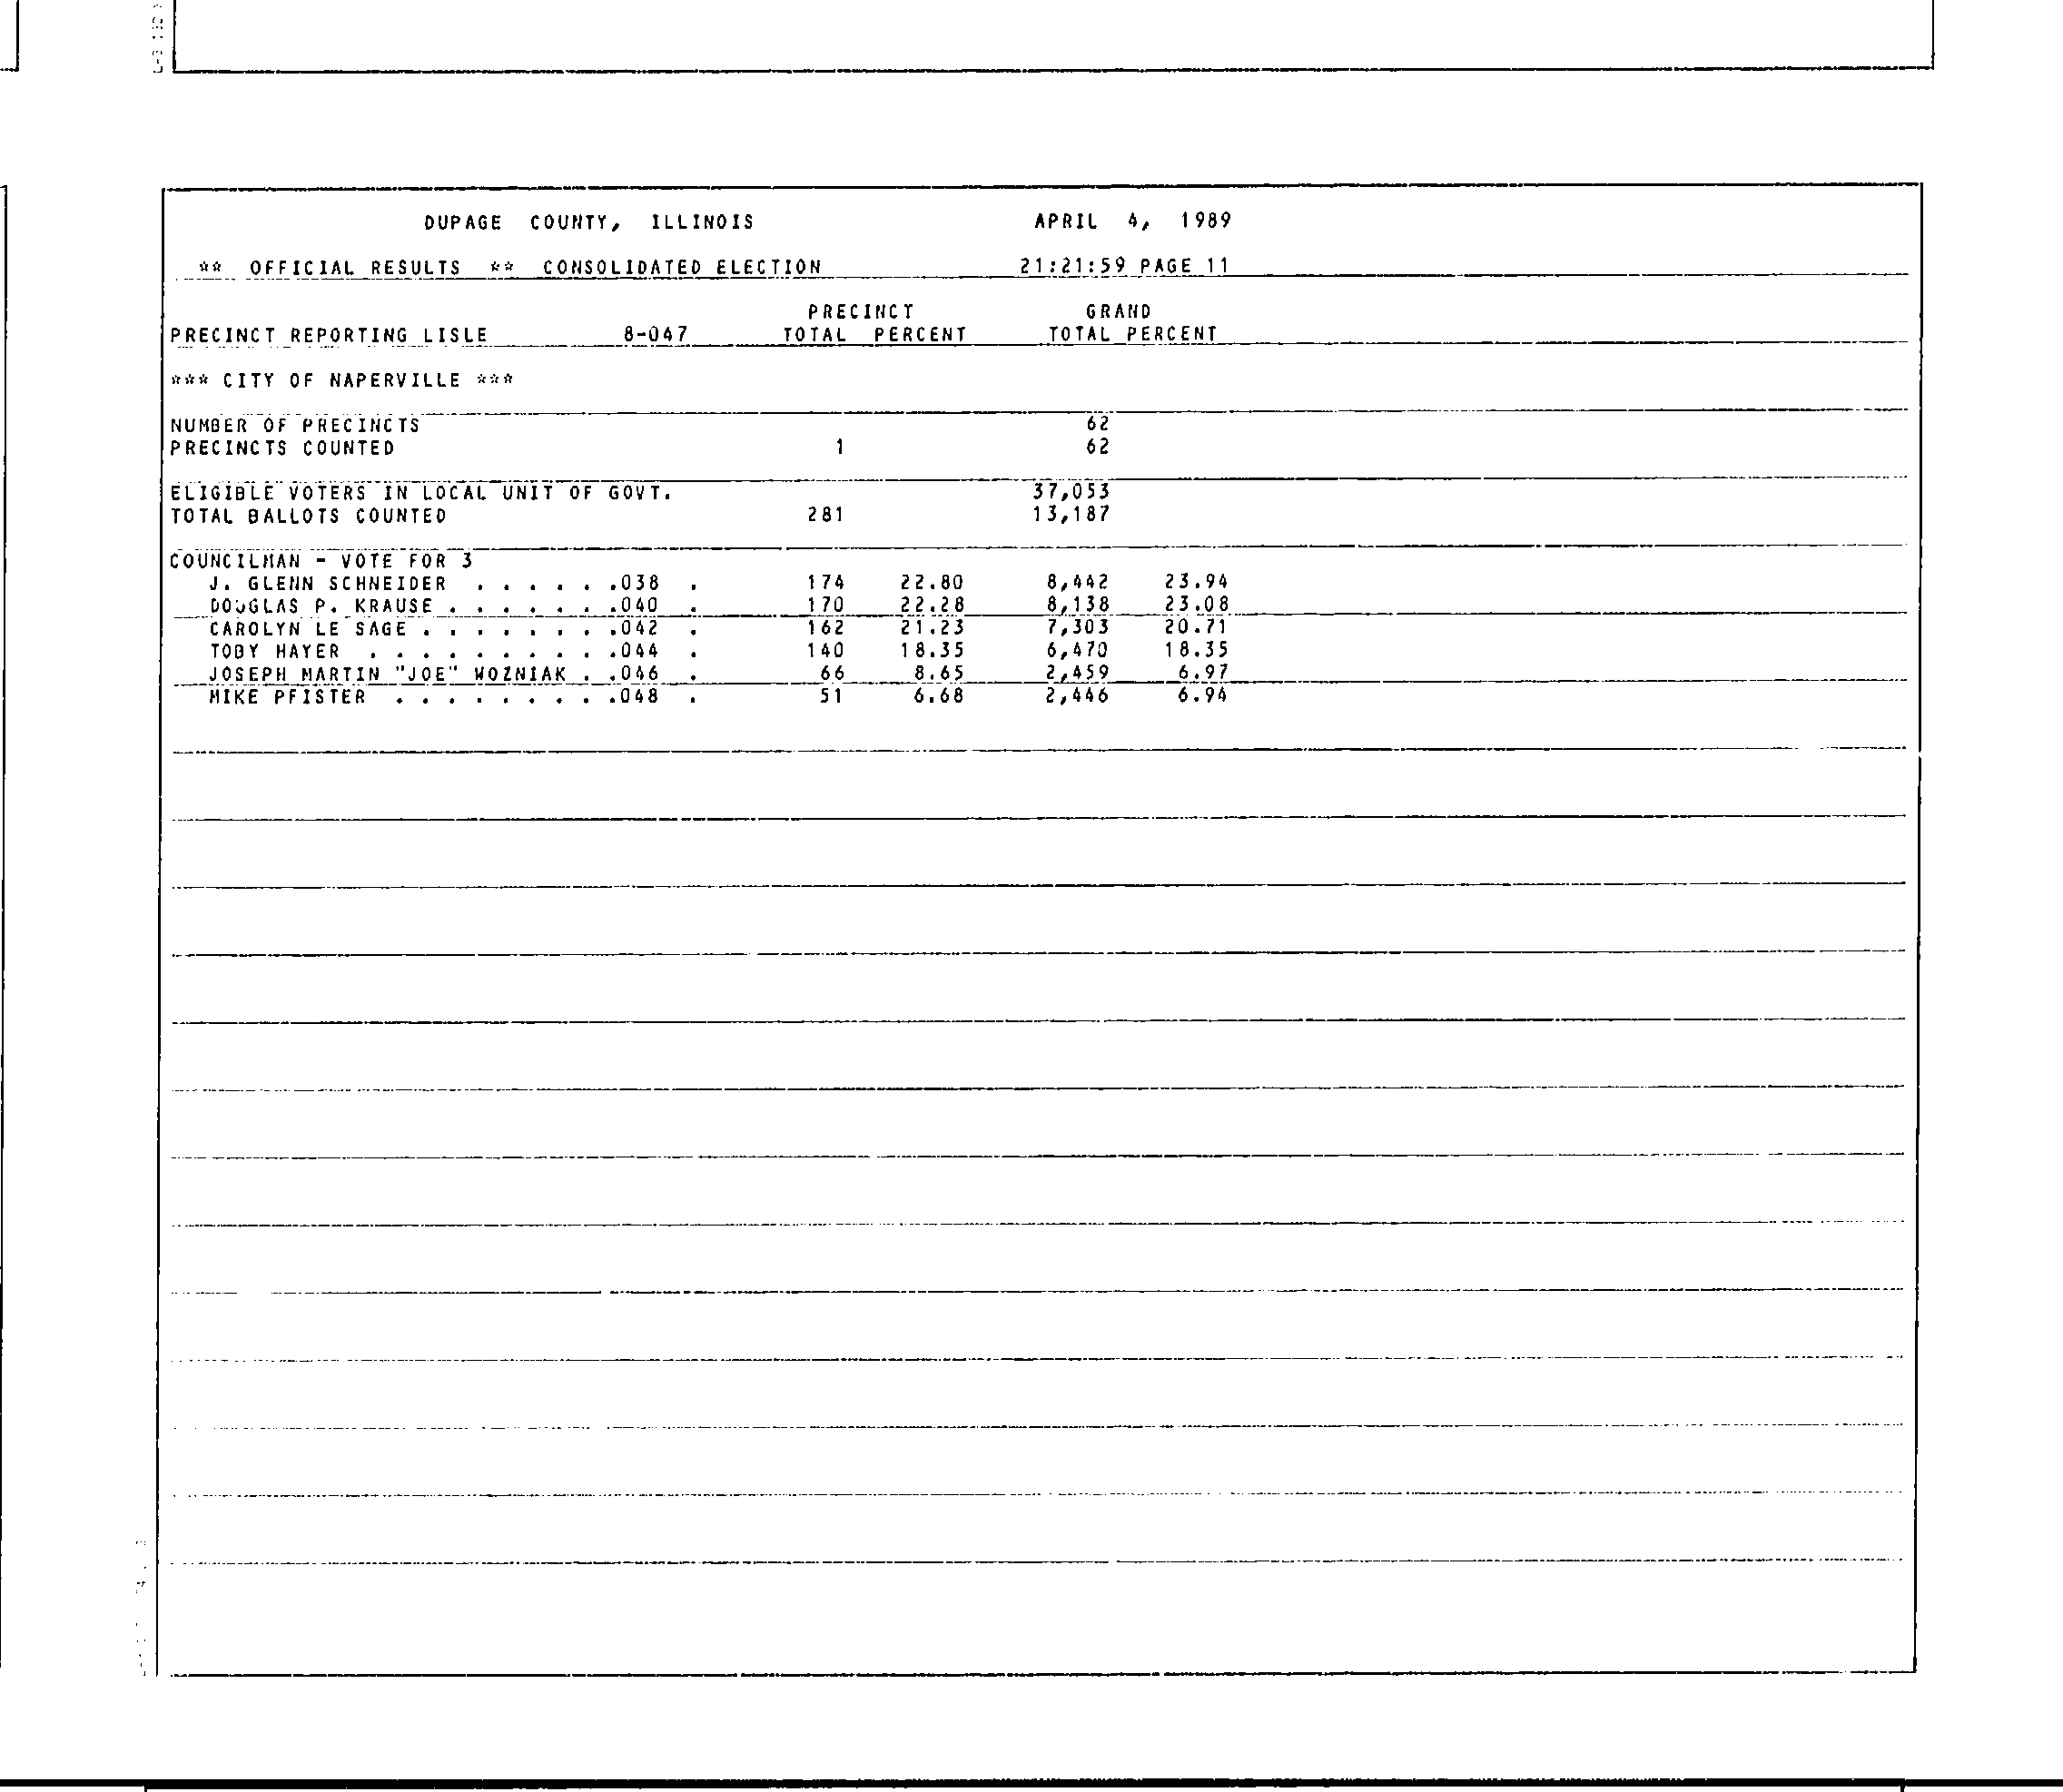 DUPAGE COUNTY, ILLINOIS APRIL 4, 1989
** OFFICIAL RESULTS ** CONSOLIDATED ELECTION 21:21:59 PAGE 11
PRECINCT GRAND
PRECINCT REPORTING LISLE 8-047 TOTAL PERCENT TOTAL PERCENT
*** CITY OF NAPERVILLE ***
NUMBER OF PRECINCTS 62
PRECINCTS COUNTED 1 62
ELIGIBLE VOTERS IN LOCAL UNIT OF GOVT. 37,053
TOTAL BALLOTS COUNTED 281 13,187
COUNCILMAN - VOTE FOR 3
J. GLENN SCHNEIDER . . . . . .038 . 174 22.80 8,442 23.94
DOUGLAS P. KRAUSE . . . . . . .040 . 170 22.28 8,138 23.08
CAROLYN LE SAGE . . . . . . . .042 . 162 21.23 7,303 20.71
TOBY HAYER . . . . . . . . . .044 . 140 18.35 6,470 18.35
JOSEPH MARTIN "JOE" WOZNIAK . .046 . 66 8.65 2,459 6.97
MIKE PFISTER . . . . . . . . .048 . 51 6.68 2,446 6.94